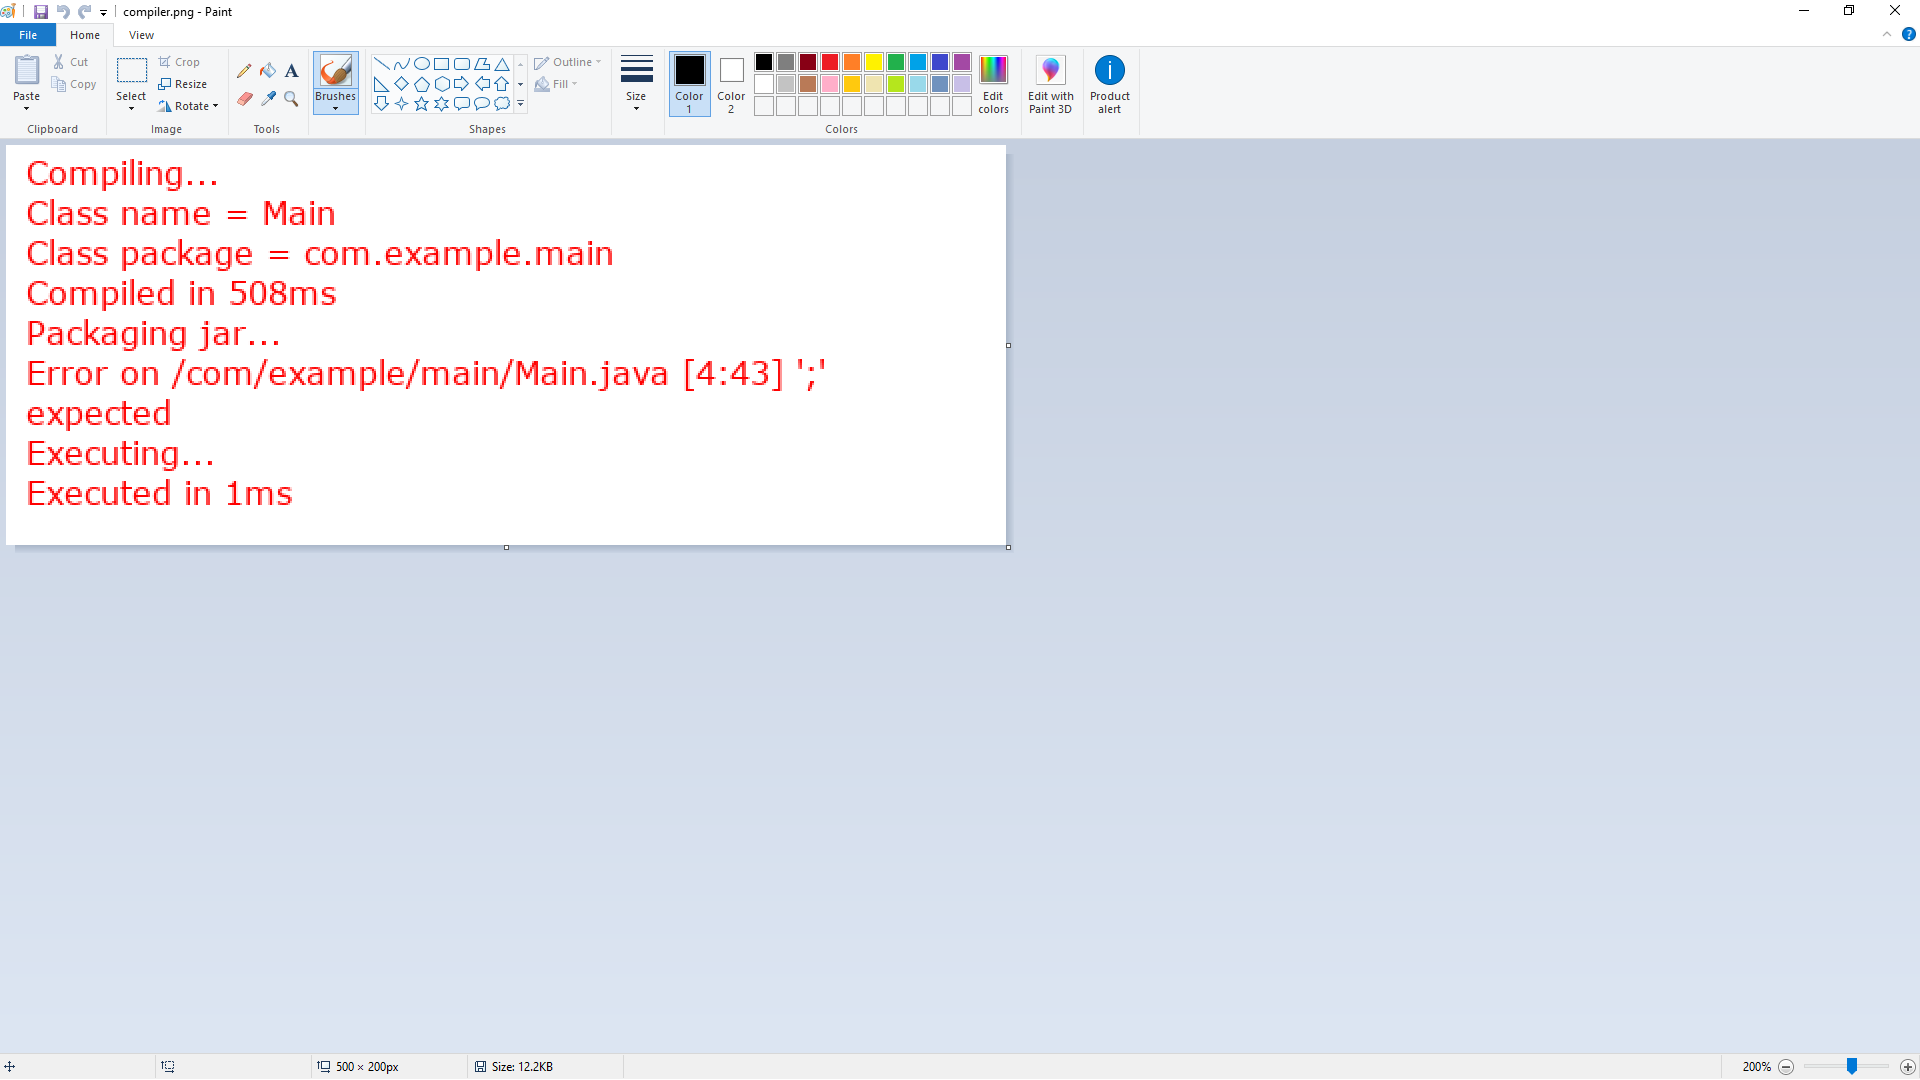 compiler.png - Paint
File
Home
View
Paste
Cut
Copy
Clipboard
Select
Crop
Resize
Rotate
Image
A
Tools
Brushes
Outline
Fill
Shapes
Size
Color
1
Color
2
Edit
colors
Colors
Edit with
Paint 3D
Product
alert
Compiling...
Class name = Main
Class package = com.example.main
Compiled in 508ms
Packaging jar...
Error on /com/example/main/Main.java [4:43] ';'
expected
Executing...
Executed in 1ms
500 × 200px
Size: 12.2KB
200%